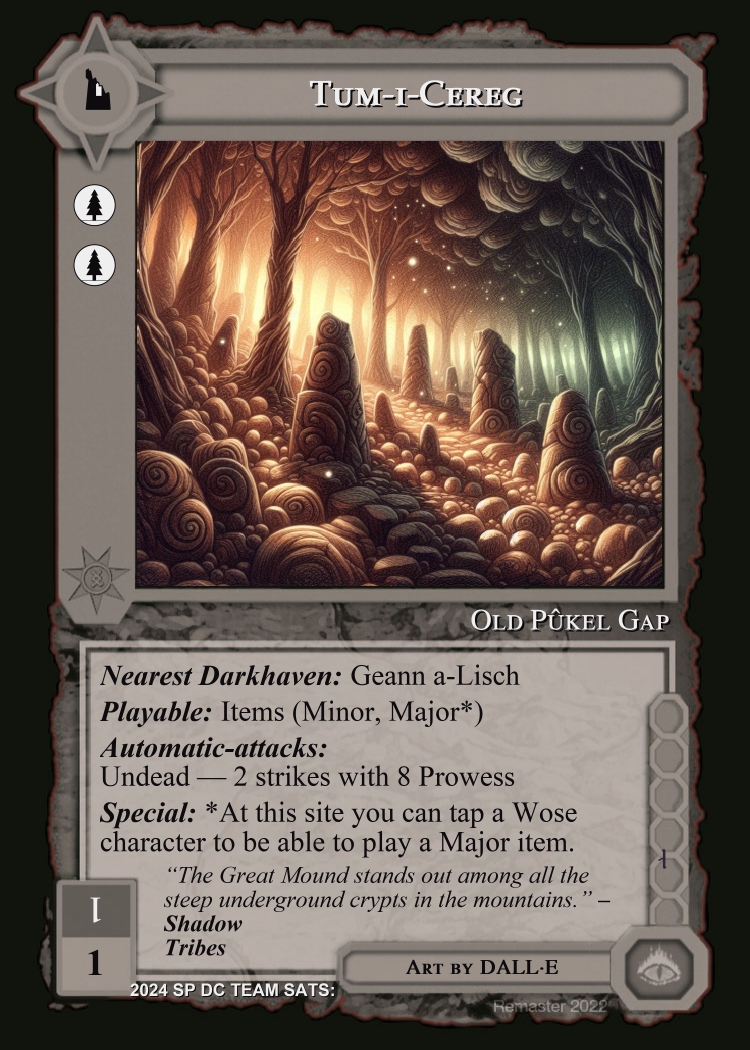 Tum-i-Cereg
Old Pûkel Gap
Nearest Darkhaven: Geann a-Lisch
Playable: Items (Minor, Major*)
Automatic-attacks:
Undead — 2 strikes with 8 Prowess
Special: *At this site you can tap a Wose
character to be able to play a Major item.
“The Great Mound stands out among all the
steep underground crypts in the mountains.” –
Shadow
Tribes
1
Art by DALL·E
2024 SP DC TEAM SATS:
Remaster 2022